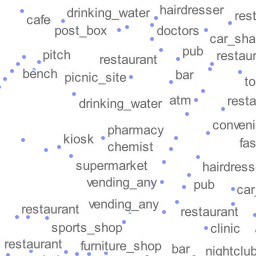 hairdresser
drinking_water
cafe
rest
post_box
doctors
car_sha
pub
pitch
restaurant
restaur
bench
picnic_site
bar
to
drinking_water
atm
resta
conveni
pharmacy
kiosk
chemist
fas
supermarket
hairdress
vending_any
pub
car_
vending_any
restaurant
restaurant
sports_shop
clinic
restaurant
furniture_shop
bar
nightclub